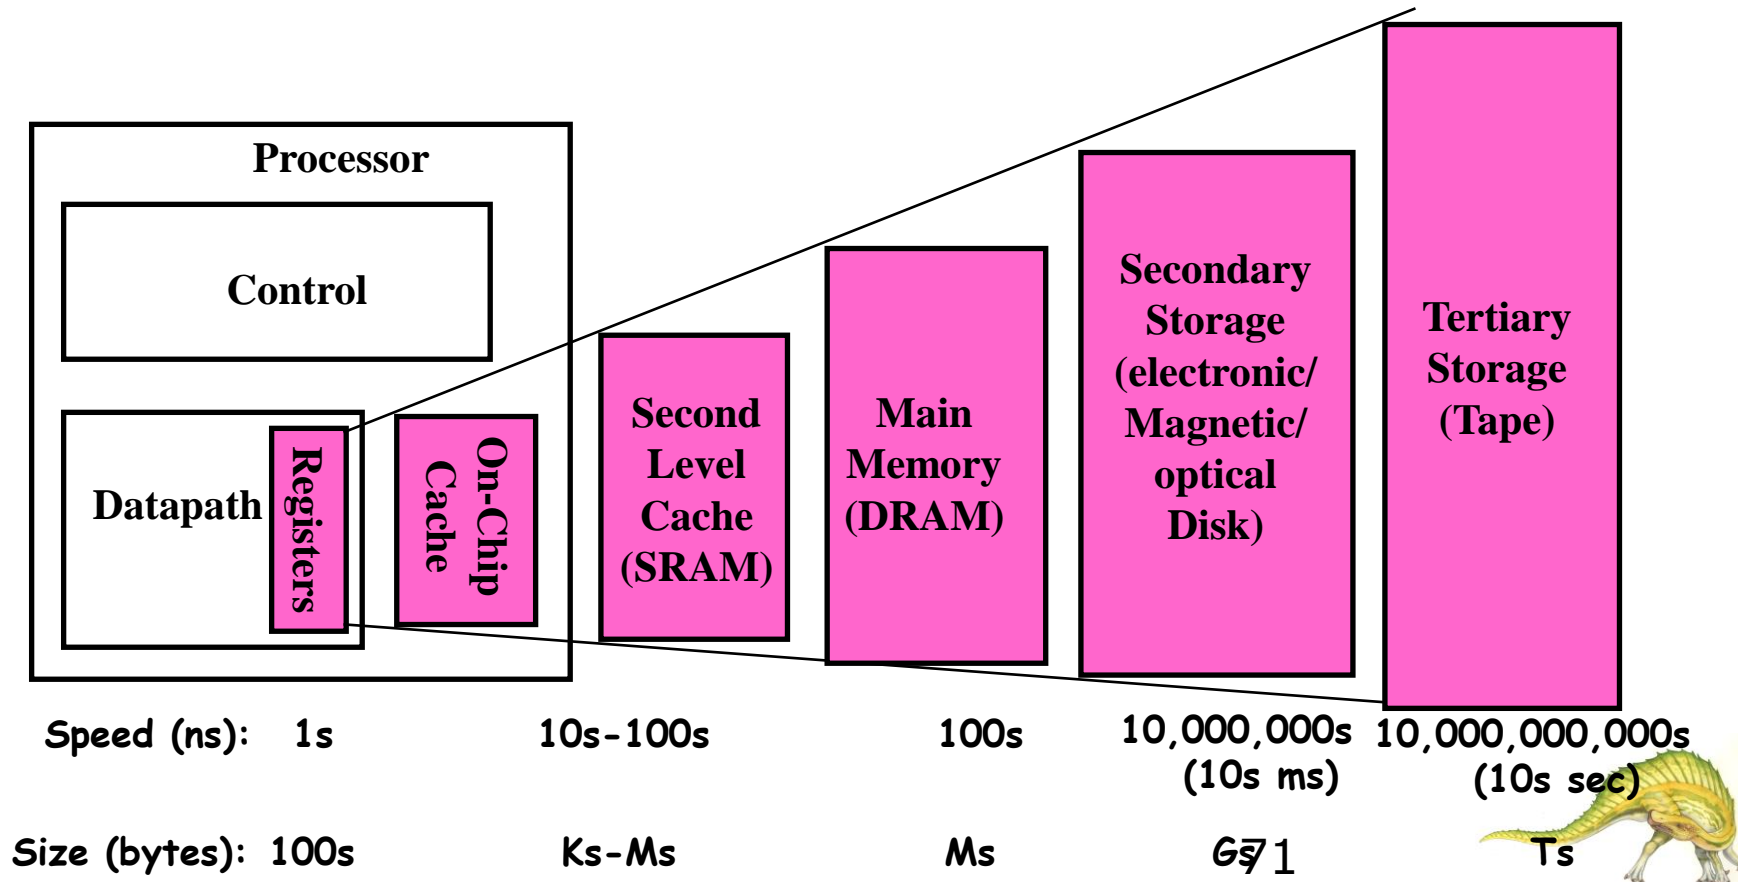 Processor
Control
Datapath
Registers
On-Chip
Cache
Second
Level
Cache
(SRAM)
Main
Memory
(DRAM)
Secondary
Storage
(electronic/
Magnetic/
optical
Disk)
Tertiary
Storage
(Tape)
Speed (ns): 1s 10s-100s 100s 10,000,000s 10,000,000,000s
(10s ms) (10s sec)
Size (bytes): 100s Ks-Ms Ms Gs Ts
71